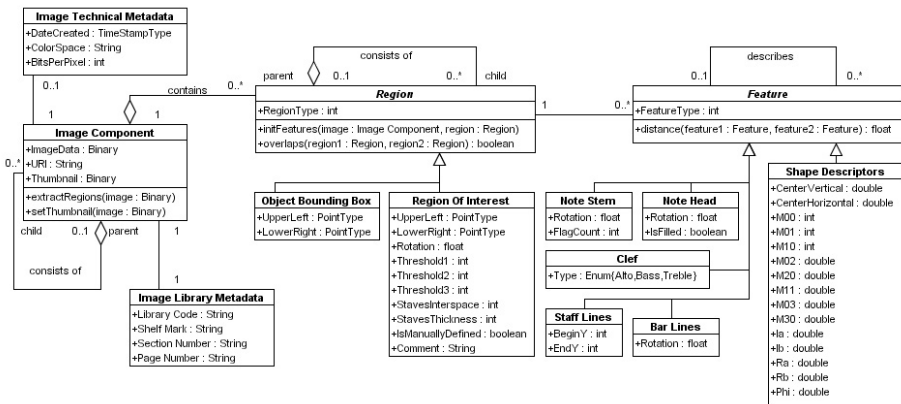 Image Technical Metadata
+DateCreated : TimeStampType
+ColorSpace : String
+BitsPerPixel : int
0..1
1
Image Component
+ImageData : Binary
+URI : String
+Thumbnail : Binary
+extractRegions(image : Binary)
+setThumbnail(image : Binary)
0..*
child
0..1
parent
consists of
1
1
Image Library Metadata
+Library Code : String
+Shelf Mark : String
+Section Number : String
+Page Number : String
contains
1
0..*
consists of
parent
0..1
0..*
child
Region
+RegionType : int
+initFeatures(image : Image Component, region : Region)
+overlaps(region1 : Region, region2 : Region) : boolean
1
0..*
Object Bounding Box
+UpperLeft : PointType
+LowerRight : PointType
Region Of Interest
+UpperLeft : PointType
+LowerRight : PointType
+Rotation : float
+Threshold1 : int
+Threshold2 : int
+Threshold3 : int
+StavesInterspace : int
+StavesThickness : int
+IsManuallyDefined : boolean
+Comment : String
describes
0..1
0..*
Feature
+FeatureType : int
+distance(feature1 : Feature, feature2 : Feature) : float
Note Stem
+Rotation : float
+FlagCount : int
Note Head
+Rotation : float
+IsFilled : boolean
Clef
+Type : Enum{Alto,Bass,Treble}
Staff Lines
+BeginY : int
+EndY : int
Bar Lines
+Rotation : float
Shape Descriptors
+CenterVertical : double
+CenterHorizontal : double
+M00 : int
+M01 : int
+M10 : int
+M02 : double
+M20 : double
+M11 : double
+M03 : double
+M30 : double
+Ia : double
+Ib : double
+Ra : double
+Rb : double
+Phi : double